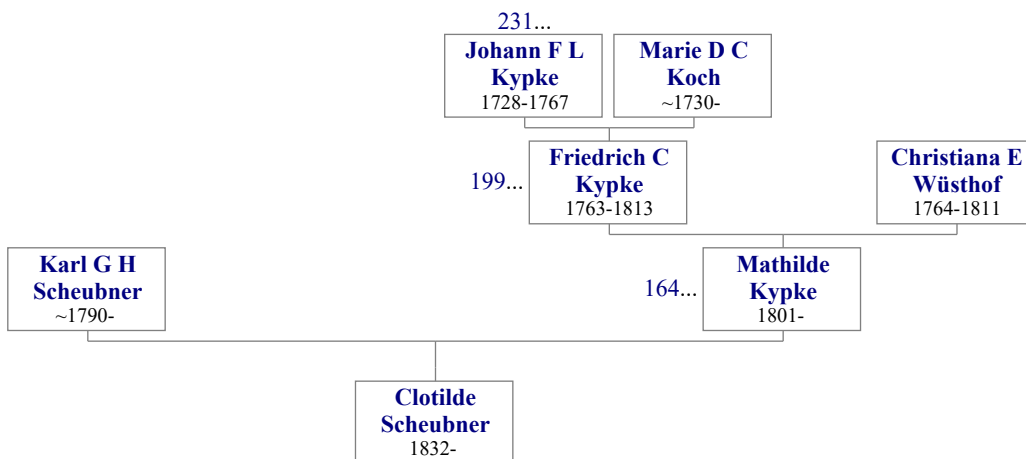 231...
Johann F L
Kypke
1728-1767
Marie D C
Koch
~1730-
199...
Friedrich C
Kypke
1763-1813
Christiana E
Wüsthof
1764-1811
Karl G H
Scheubner
~1790-
164...
Mathilde
Kypke
1801-
Clotilde
Scheubner
1832-